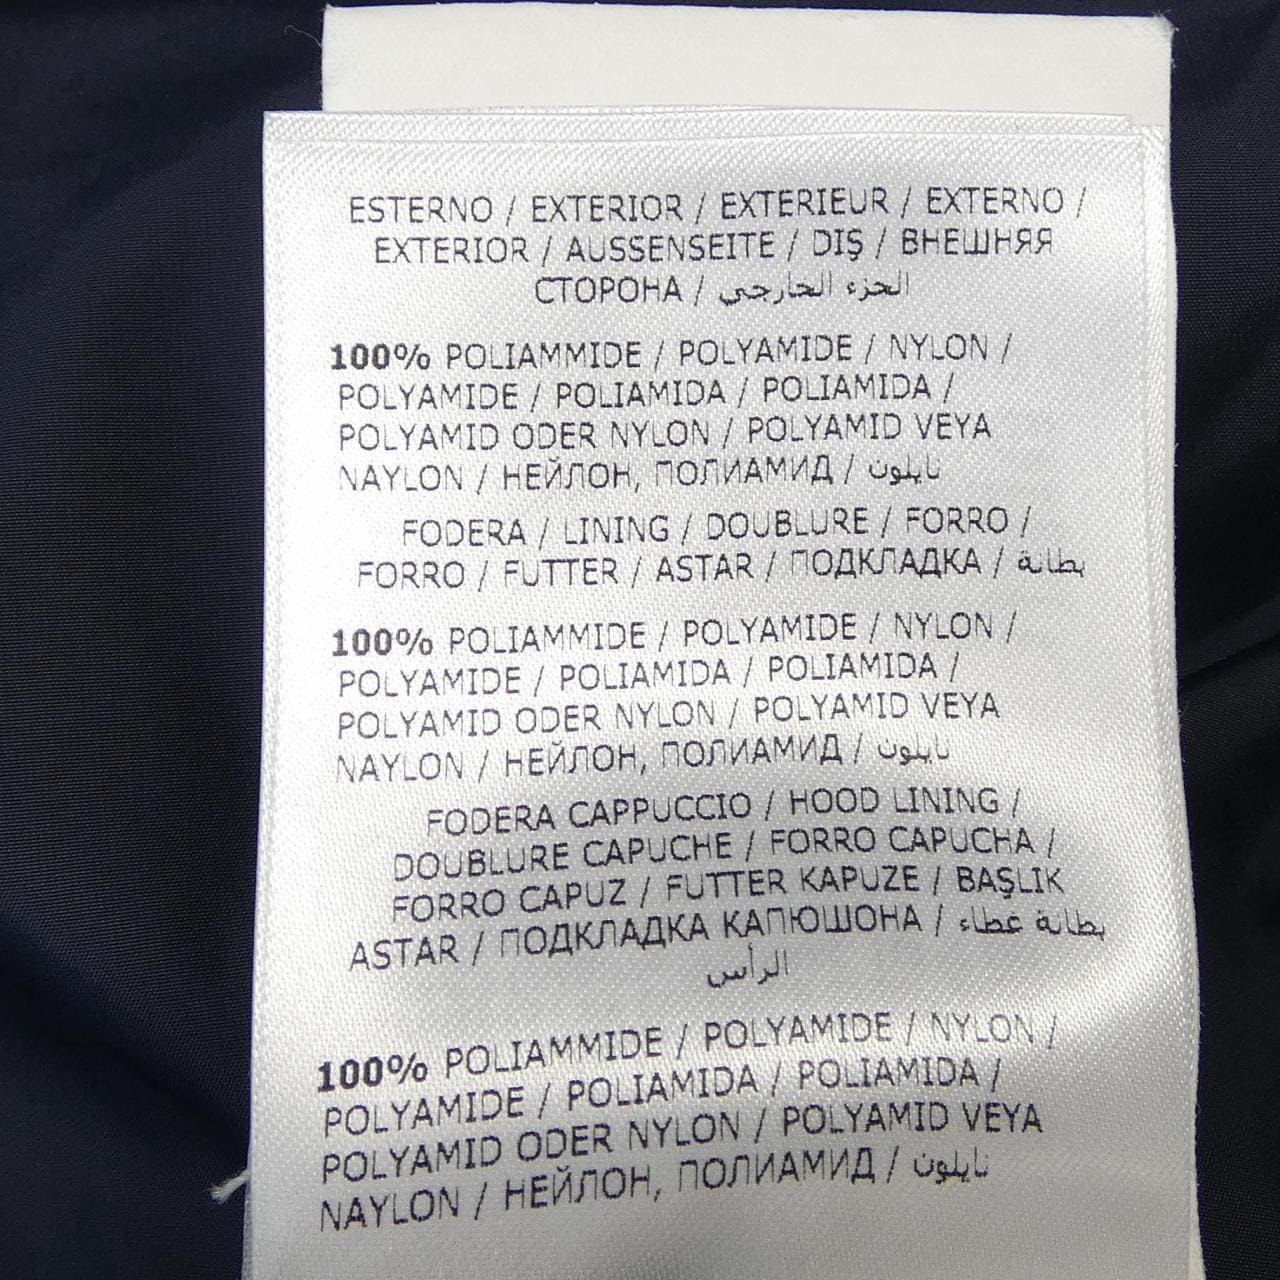 ESTERNO / EXTERIOR / EXTERIEUR / EXTERNO /
EXTERIOR / AUSSENSEITE / DIŞ / ВНЕШНЯЯ
СТОРОНА / الجزء الخارجي
100% POLIAMMIDE / POLYAMIDE / NYLON /
POLYAMIDE / POLIAMIDA / POLIAMIDA /
POLYAMID ODER NYLON / POLYAMID VEYA
NAYLON / НЕЙЛОН, ПОЛИАМИД / نايلون
FODERA / LINING / DOUBLURE / FORRO /
FORRO / FUTTER / ASTAR / ПОДКЛАДКА / بطانة
100% POLIAMMIDE / POLYAMIDE / NYLON /
POLYAMIDE / POLIAMIDA / POLIAMIDA /
POLYAMID ODER NYLON / POLYAMID VEYA
NAYLON / НЕЙЛОН, ПОЛИАМИД / نايلون
FODERA CAPPUCCIO / HOOD LINING /
DOUBLURE CAPUCHE / FORRO CAPUCHA /
FORRO CAPUZ / FUTTER KAPUZE / BAŞLIK
ASTAR / ПОДКЛАДКА КАПЮШОНА / بطانة غطاء
الرأس
100% POLIAMMIDE / POLYAMIDE / NYLON /
POLYAMIDE / POLIAMIDA / POLIAMIDA /
POLYAMID ODER NYLON / POLYAMID VEYA
NAYLON / НЕЙЛОН, ПОЛИАМИД / نايلون